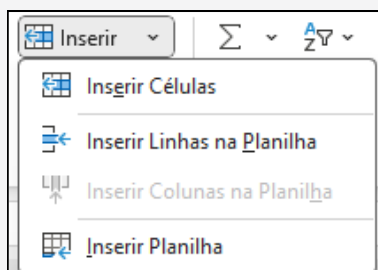 Inserir
Inserir Células
Inserir Linhas na Planilha
Inserir Colunas na Planilha
Inserir Planilha